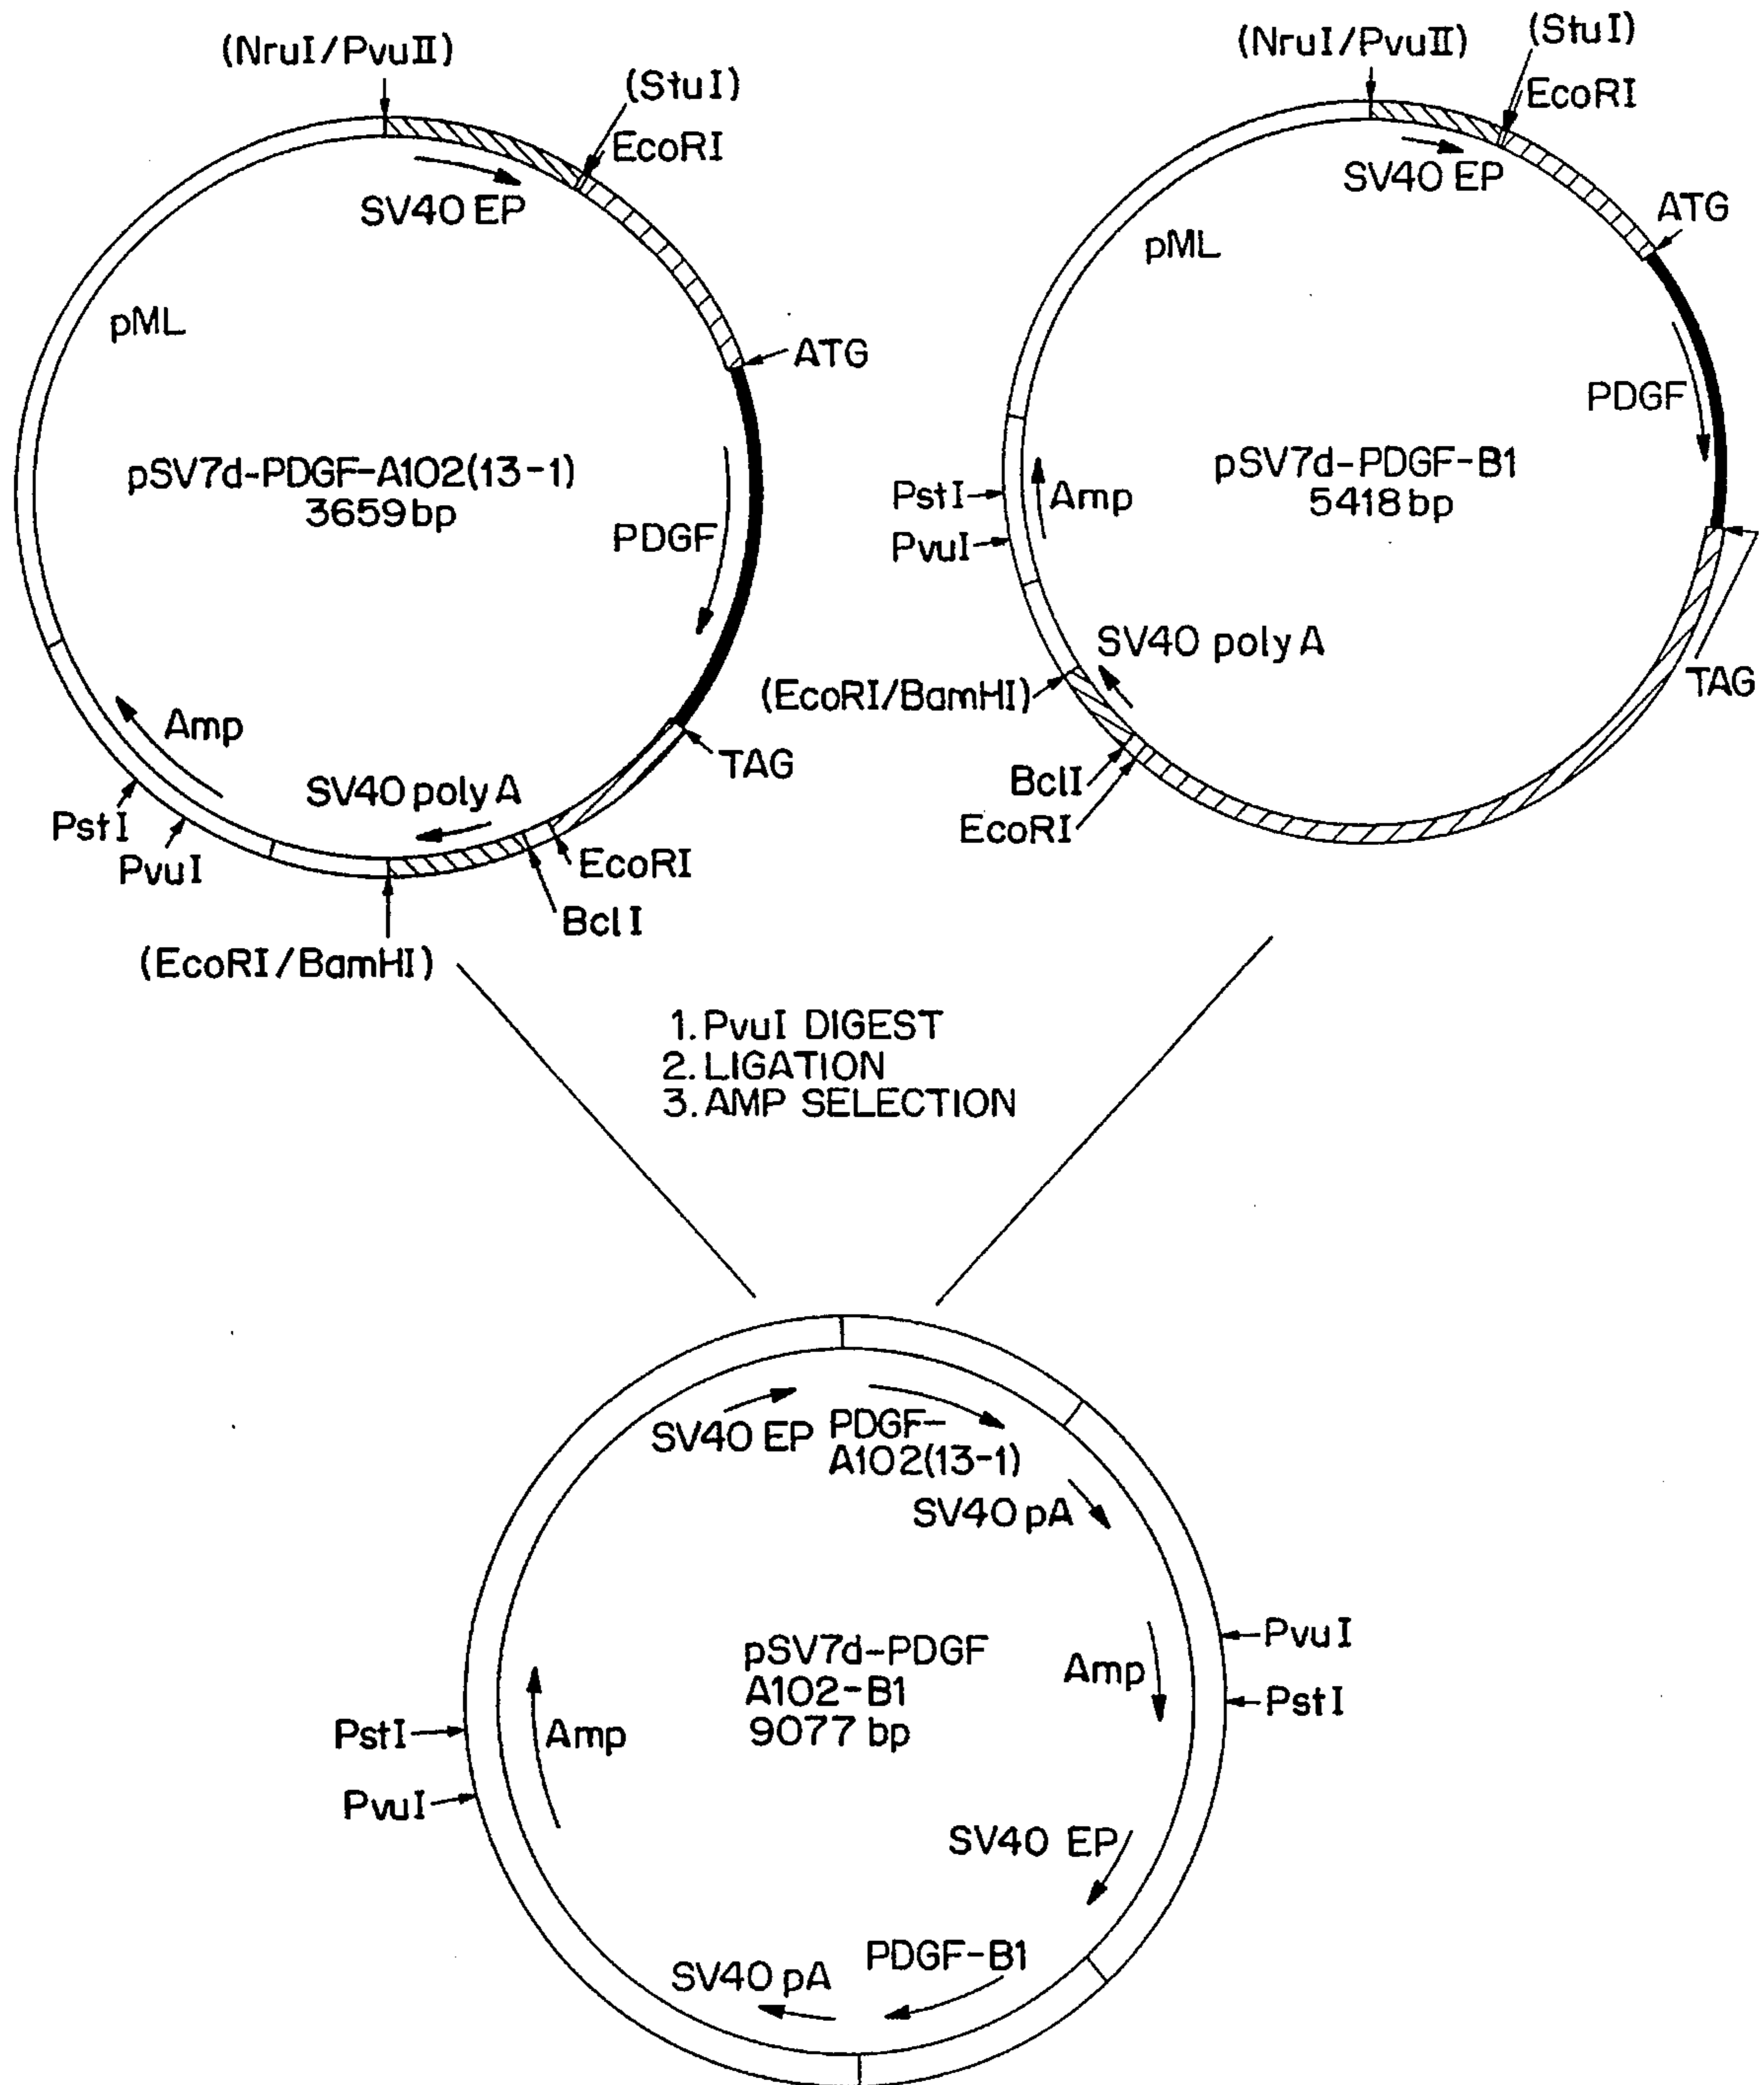 (NruI/PvuII)
(StuI)
EcoRI
SV40 EP
pML
ATG
pSV7d-PDGF-A102(13-1)
3659bp
PDGF
Amp
TAG
SV40 poly A
PstI
PvuI
EcoRI
BclI
(EcoRI/BamHI)
(NruI/PvuII)
(StuI)
EcoRI
SV40 EP
ATG
pML
PDGF
pSV7d-PDGF-B1
5418bp
PstI
Amp
PvuI
SV40 poly A
(EcoRI/BamHI)
TAG
BclI
EcoRI
1. PvuI DIGEST
2. LIGATION
3. AMP SELECTION
SV40 EP
PDGF-
A102(13-1)
SV40 pA
PvuI
pSV7d-PDGF
A102-B1
9077 bp
Amp
PstI
PstI
Amp
PvuI
SV40 EP
PDGF-B1
SV40 pA